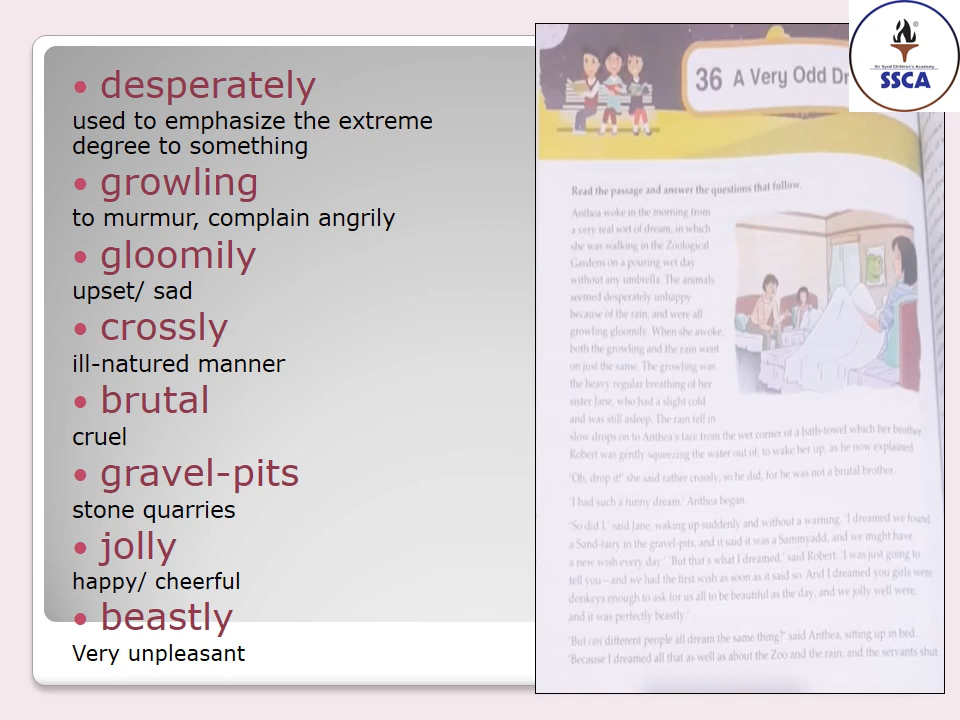 desperately
used to emphasize the extreme
degree to something
growling
to murmur, complain angrily
gloomily
upset/ sad
crossly
ill-natured manner
brutal
cruel
gravel-pits
stone quarries
jolly
happy/ cheerful
beastly
Very unpleasant
36 A Very Odd Dr
Sir Syed Children's Academy
SSCA
Read the passage and answer the questions that follow.
Anthea woke in the morning from
a very real sort of dream, in which
she was walking in the Zoological
Gardens on a pouring wet day
without any umbrella. The animals
seemed desperately unhappy
because of the rain, and were all
growling gloomily. When she awoke,
both the growling and the rain went
on just the same. The growling was
the heavy regular breathing of her
sister Jane, who had a slight cold
and was still asleep. The rain fell in
slow drops on to Anthea's face from the wet corner of a bath-towel which her brother
Robert was gently squeezing the water out of, to wake her up, as he now explained.
'Oh, drop it!' she said rather crossly; so he did, for he was not a brutal brother.
'I had such a funny dream,' Anthea began.
'So did I,' said Jane, waking up suddenly and without a warning. 'I dreamed we found
a Sand-fairy in the gravel-pits, and it said it was a Sammyadd, and we might have
a new wish every day.' 'But that's what I dreamed,' said Robert. 'I was just going to
tell you—and we had the first wish as soon as it said so. And I dreamed you girls were
donkeys enough to ask for us all to be beautiful as the day, and we jolly well were,
and it was perfectly beastly.'
'But can different people all dream the same thing?' said Anthea, sitting up in bed.
'Because I dreamed all that as well as about the Zoo and the rain; and the servants shut